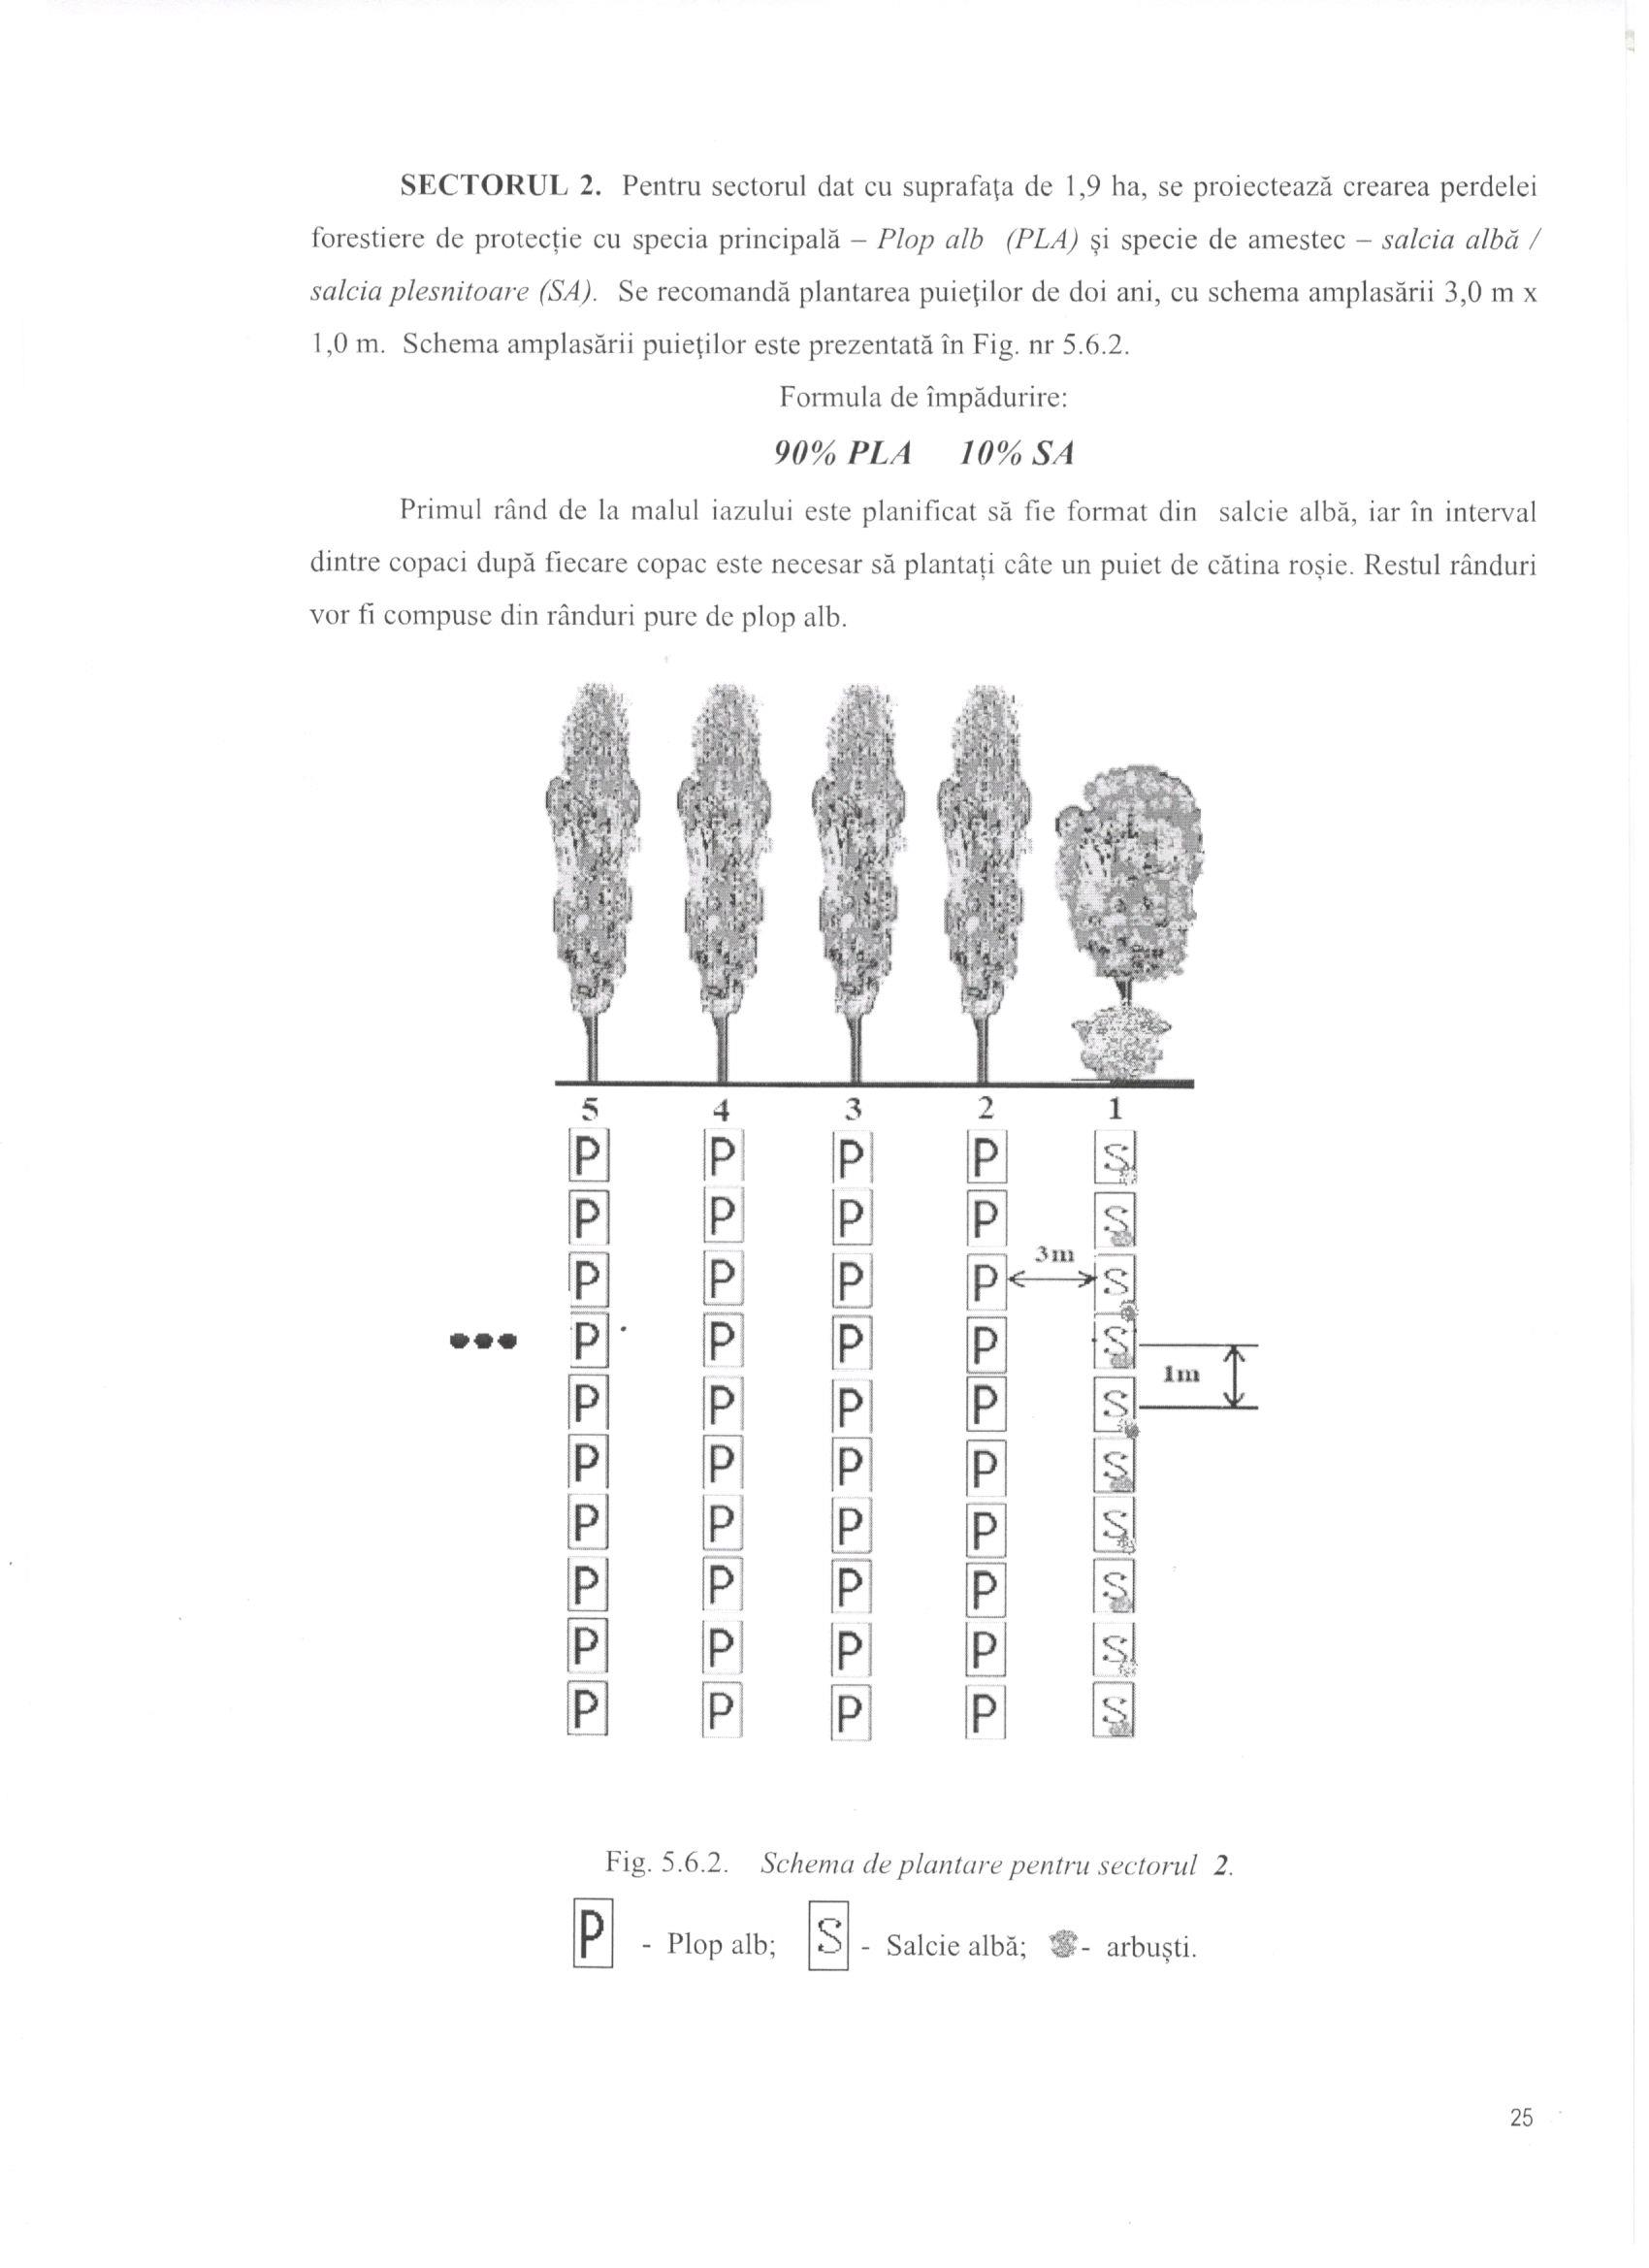 SECTORUL 2. Pentru sectorul dat cu suprafaţa de 1,9 ha, se proiectează crearea perdelei
forestiere de protecție cu specia principală – Plop alb (PLA) şi specie de amestec – salcia albă /
salcia plesnitoare (SA). Se recomandă plantarea puieţilor de doi ani, cu schema amplasării 3,0 m x
1,0 m. Schema amplasării puieţilor este prezentată în Fig. nr 5.6.2.
Formula de împădurire:
90% PLA 10% SA
Primul rând de la malul iazului este planificat să fie format din salcie albă, iar în interval
dintre copaci după fiecare copac este necesar să plantați câte un puiet de cătina roșie. Restul rânduri
vor fi compuse din rânduri pure de plop alb.
5 4 3 2 1
P P P P S
P P P P S
3m
P P P P S
P P P P S
1m
P P P P S
P P P P S
P P P P S
P P P P S
P P P P S
P P P P S
Fig. 5.6.2. Schema de plantare pentru sectorul 2.
P - Plop alb; S - Salcie albă; - arbuşti.
25